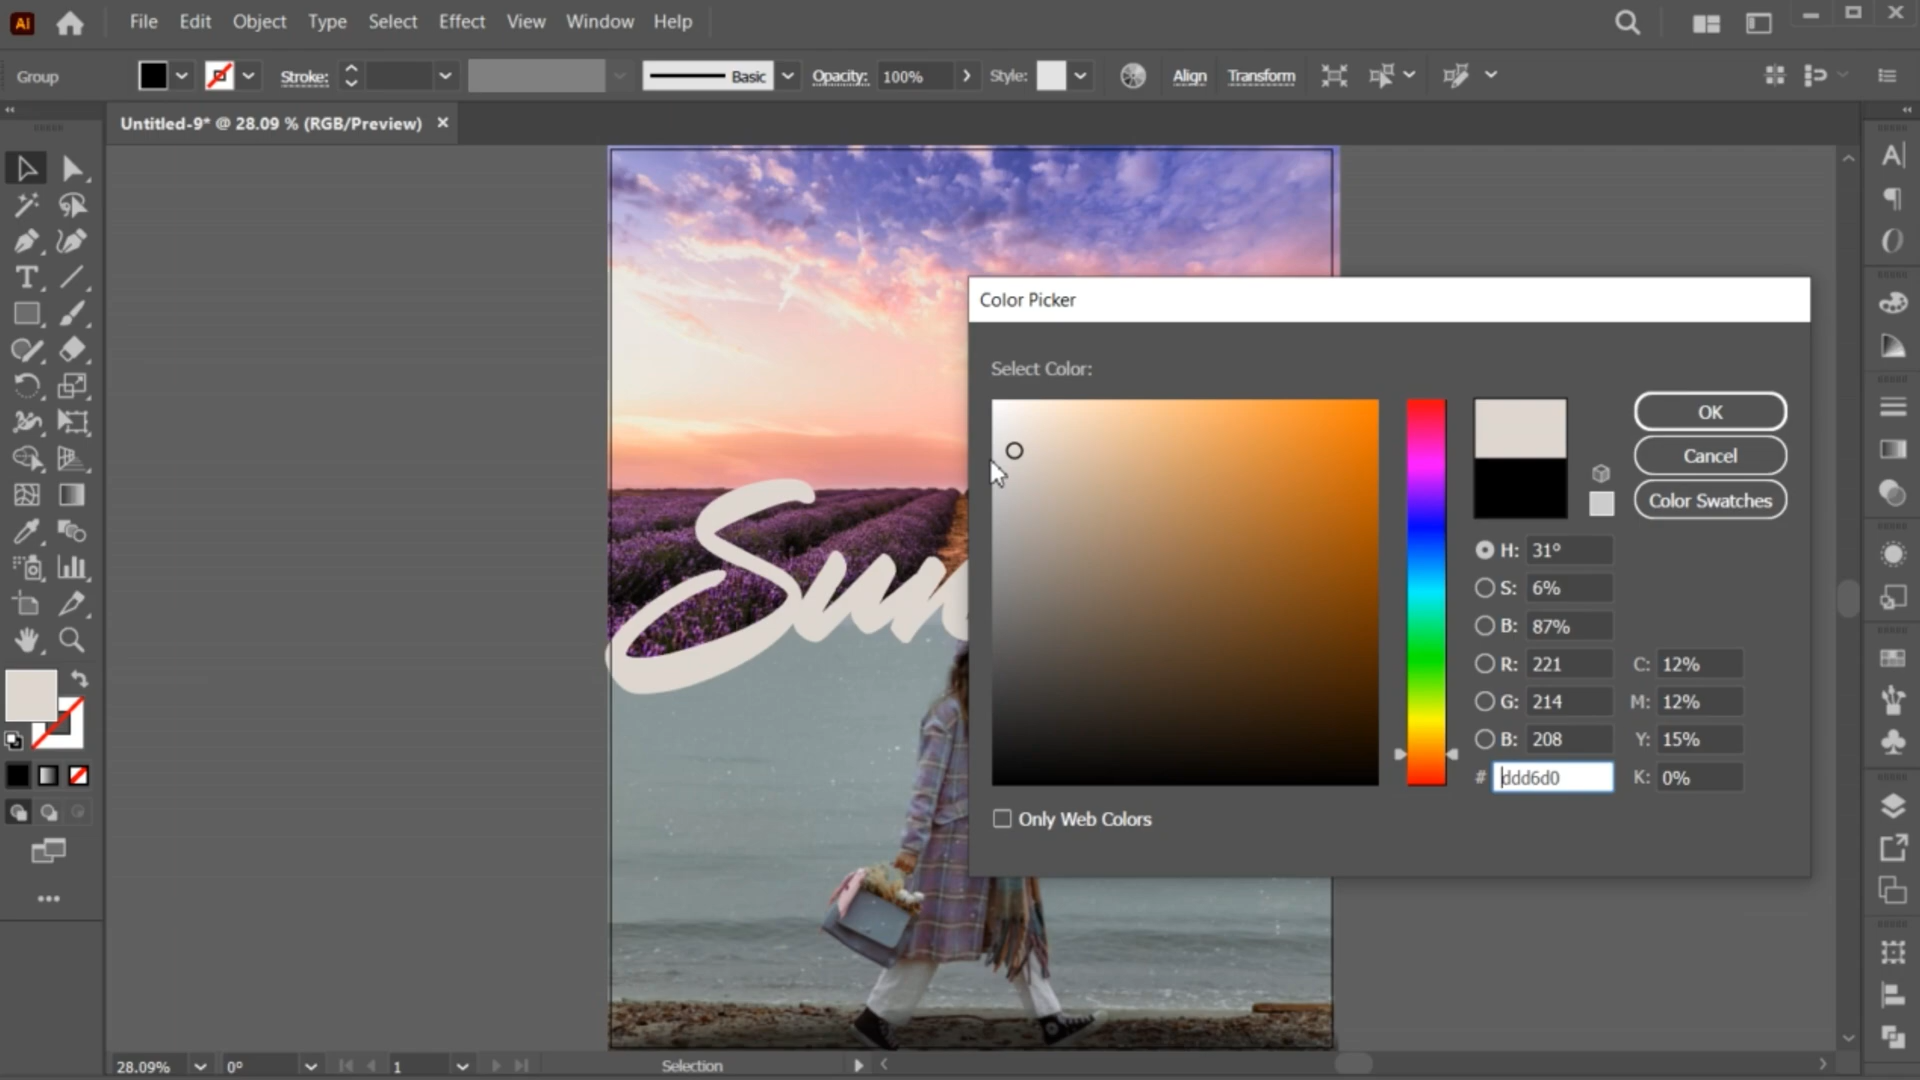 Ai File Edit Object Type Select Effect View Window Help
Group Stroke: Basic Opacity: 100% Style: Align Transform
Untitled-9* @ 28.09 % (RGB/Preview)
Color Picker
Select Color:
OK
Cancel
Color Swatches
H: 31°
S: 6%
B: 87%
R: 221 C: 12%
G: 214 M: 12%
B: 208 Y: 15%
# ddd6d0 K: 0%
Only Web Colors
Sun
28.09% 0° 1 Selection